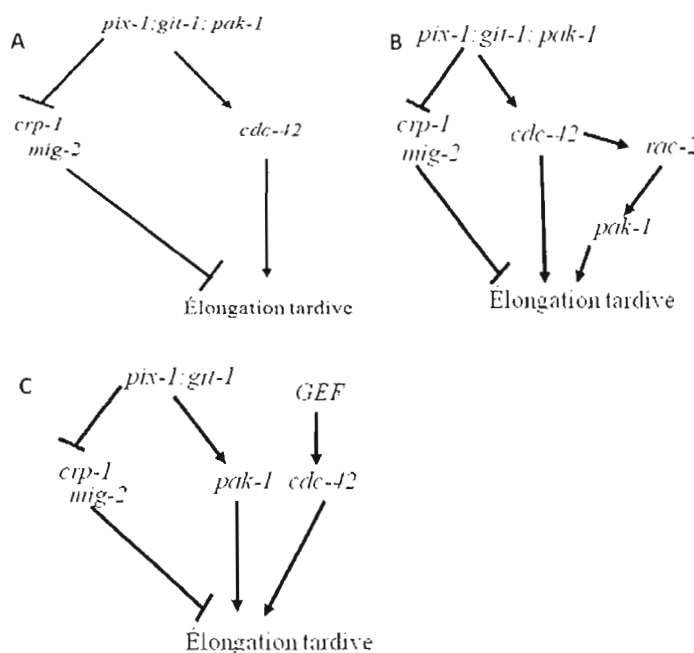 A
pix-1; git-1; pak-1
crp-1
mig-2
cdc-42
Élongation tardive
B
pix-1; git-1; pak-1
crp-1
mig-2
cdc-42
rac-2
pak-1
Élongation tardive
C
pix-1; git-1
GEF
crp-1
mig-2
pak-1
cdc-42
Élongation tardive